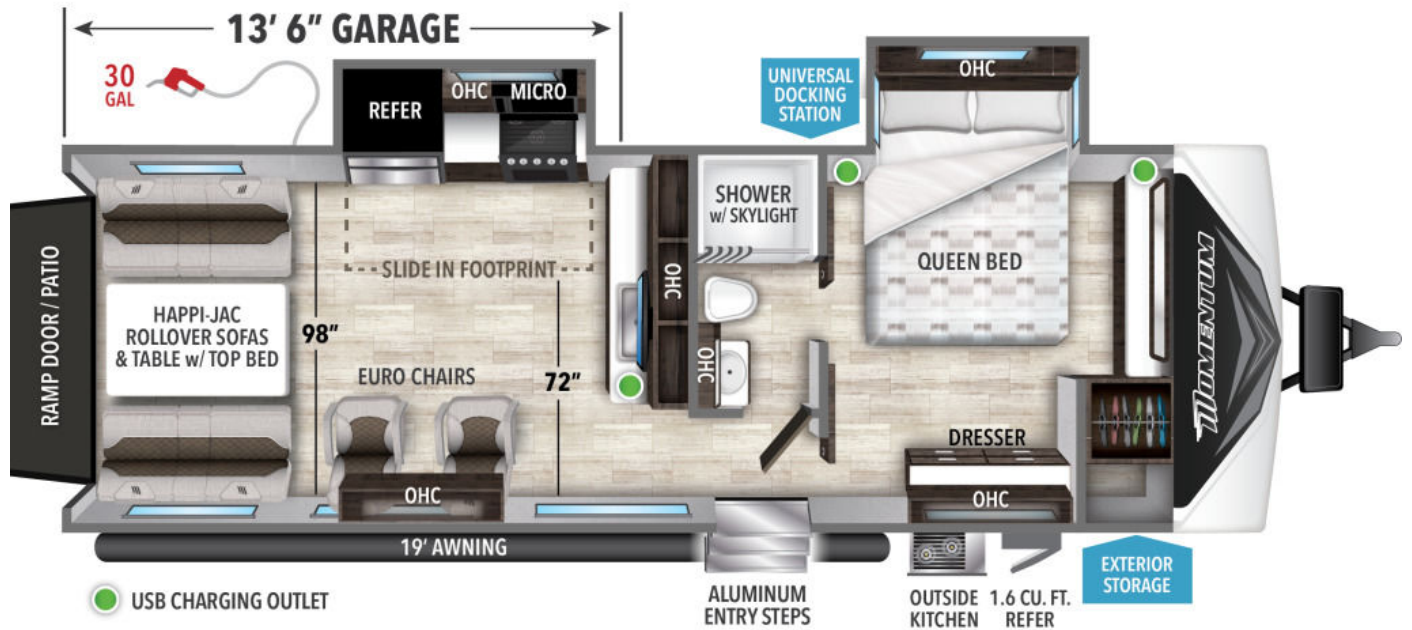 13' 6” GARAGE
30
GAL
REFER
OHC
MICRO
UNIVERSAL
DOCKING
STATION
OHC
SHOWER
w/ SKYLIGHT
QUEEN BED
SLIDE IN FOOTPRINT
OHC
RAMP DOOR / PATIO
HAPPI-JAC
ROLLOVER SOFAS
& TABLE w/ TOP BED
98”
EURO CHAIRS
72”
OHC
MOMENTUM
DRESSER
OHC
OHC
19' AWNING
USB CHARGING OUTLET
ALUMINUM
ENTRY STEPS
OUTSIDE
KITCHEN
1.6 CU. FT.
REFER
EXTERIOR
STORAGE